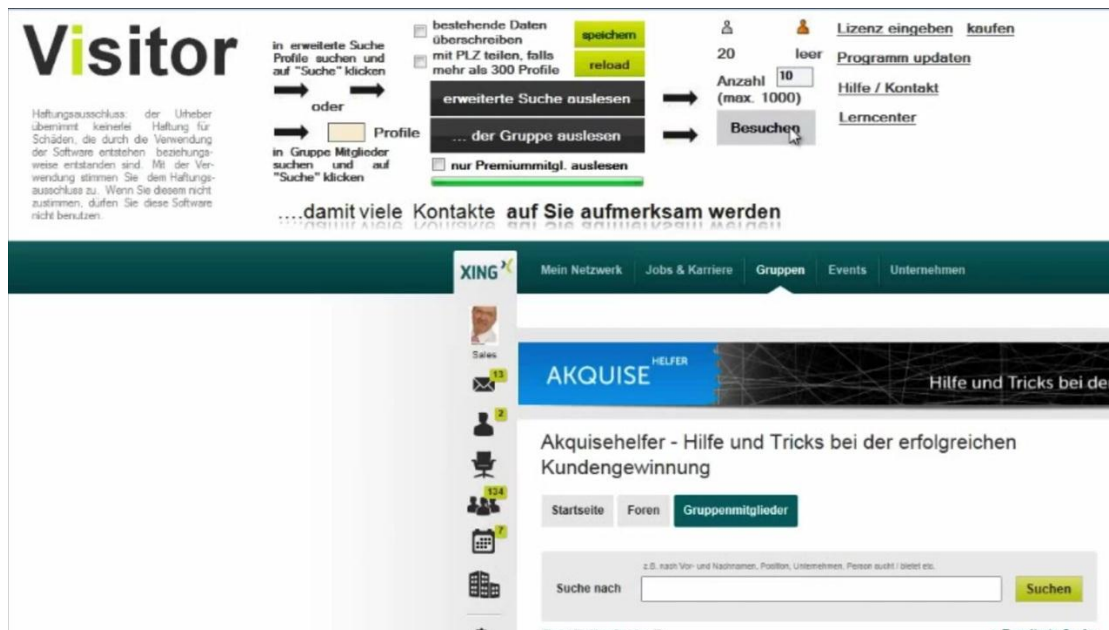 Visitor
Haftungsausschluss: der Urheber
übernimmt keinerlei Haftung für
Schäden, die durch die Verwendung
der Software entstehen beziehungs-
weise entstanden sind. Mit der Ver-
wendung stimmen Sie dem Haftungs-
ausschluss zu. Wenn Sie diesem nicht
zustimmen, dürfen Sie diese Software
nicht benutzen.
in erweiterte Suche
Profile suchen und
auf "Suche" klicken
oder
Profile
in Gruppe Mitglieder
suchen und auf
"Suche" klicken
bestehende Daten
überschreiben
mit PLZ teilen, falls
mehr als 300 Profile
speichern
reload
erweiterte Suche auslesen
... der Gruppe auslesen
nur Premiummitgl. auslesen
20 leer
Anzahl 10
(max. 1000)
Besuchen
Lizenz eingeben kaufen
Programm updaten
Hilfe / Kontakt
Lerncenter
....damit viele Kontakte auf Sie aufmerksam werden
XING
Mein Netzwerk Jobs & Karriere Gruppen Events Unternehmen
Sales
13
2
134
7
AKQUISE HELFER
Hilfe und Tricks bei der
Akquisehelfer - Hilfe und Tricks bei der erfolgreichen
Kundengewinnung
Startseite Foren Gruppenmitglieder
z.B. nach Vor- und Nachnamen, Position, Unternehmen, Person sucht / bietet etc.
Suche nach
Suchen